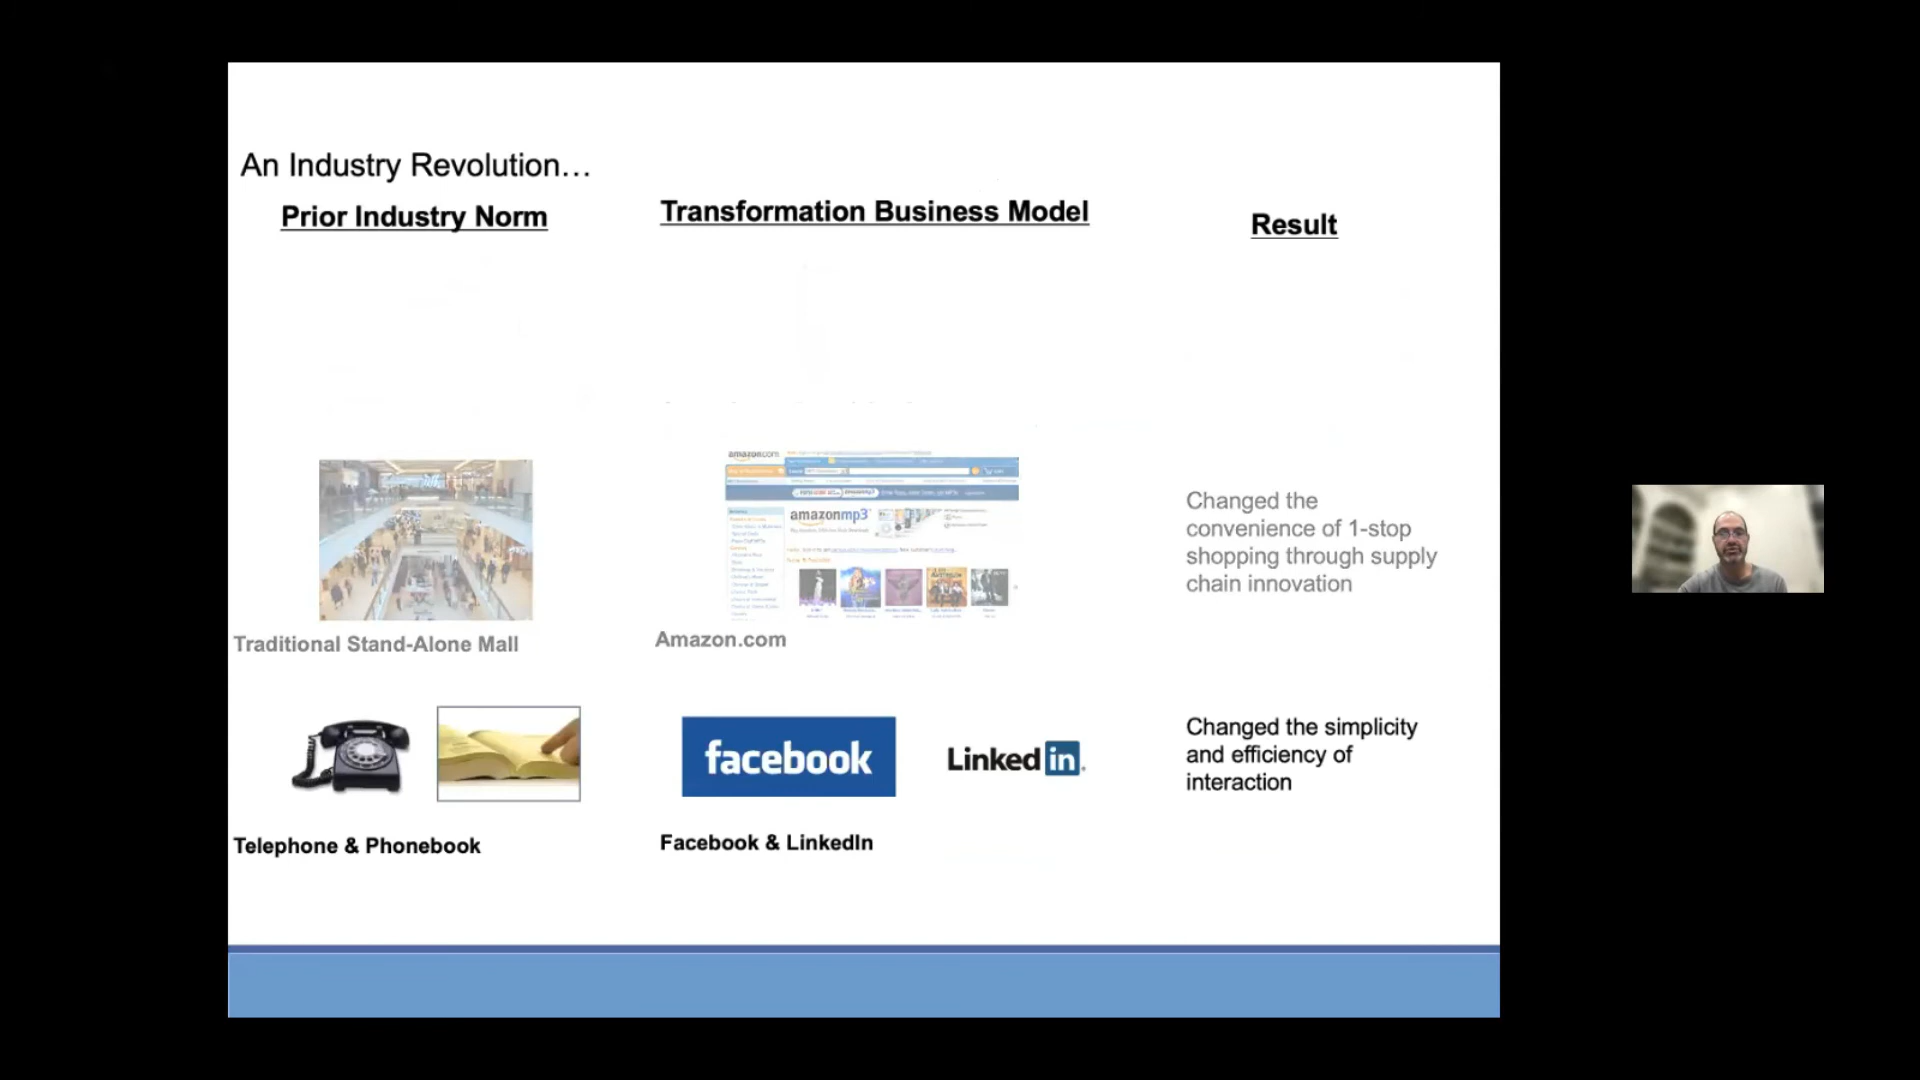 An Industry Revolution…
Prior Industry Norm
Transformation Business Model
Result
amazon.com
amazonmp3
Changed the
convenience of 1-stop
shopping through supply
chain innovation
Traditional Stand-Alone Mall
Amazon.com
facebook
Linked in
Changed the simplicity
and efficiency of
interaction
Telephone & Phonebook
Facebook & LinkedIn